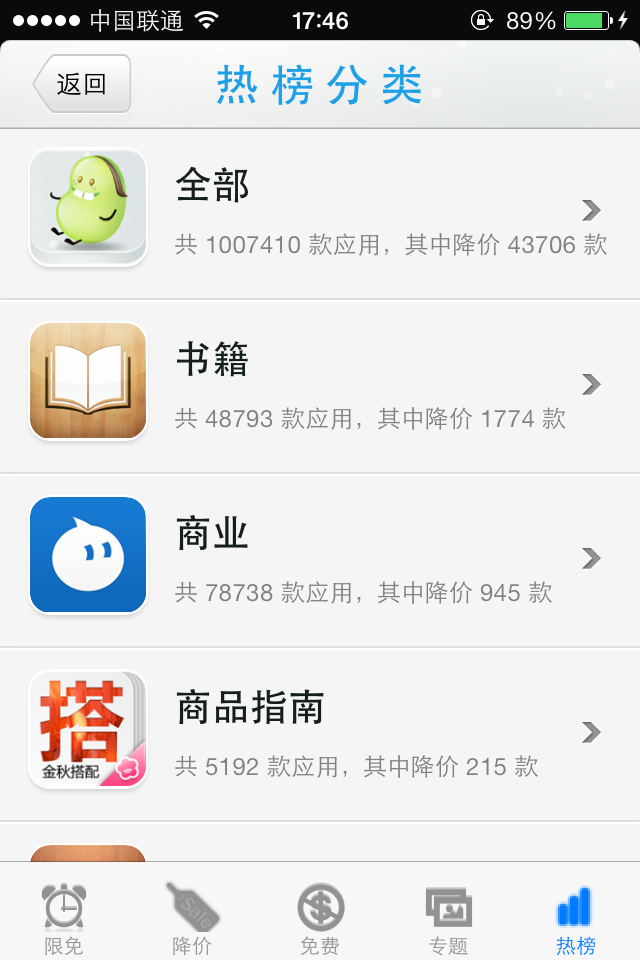 中国联通 17:46 89%
返回 热榜分类
全部
共 1007410 款应用，其中降价 43706 款
书籍
共 48793 款应用，其中降价 1774 款
商业
共 78738 款应用，其中降价 945 款
搭
金秋搭配
商品指南
共 5192 款应用，其中降价 215 款
Sale
限免 降价 免费 专题 热榜